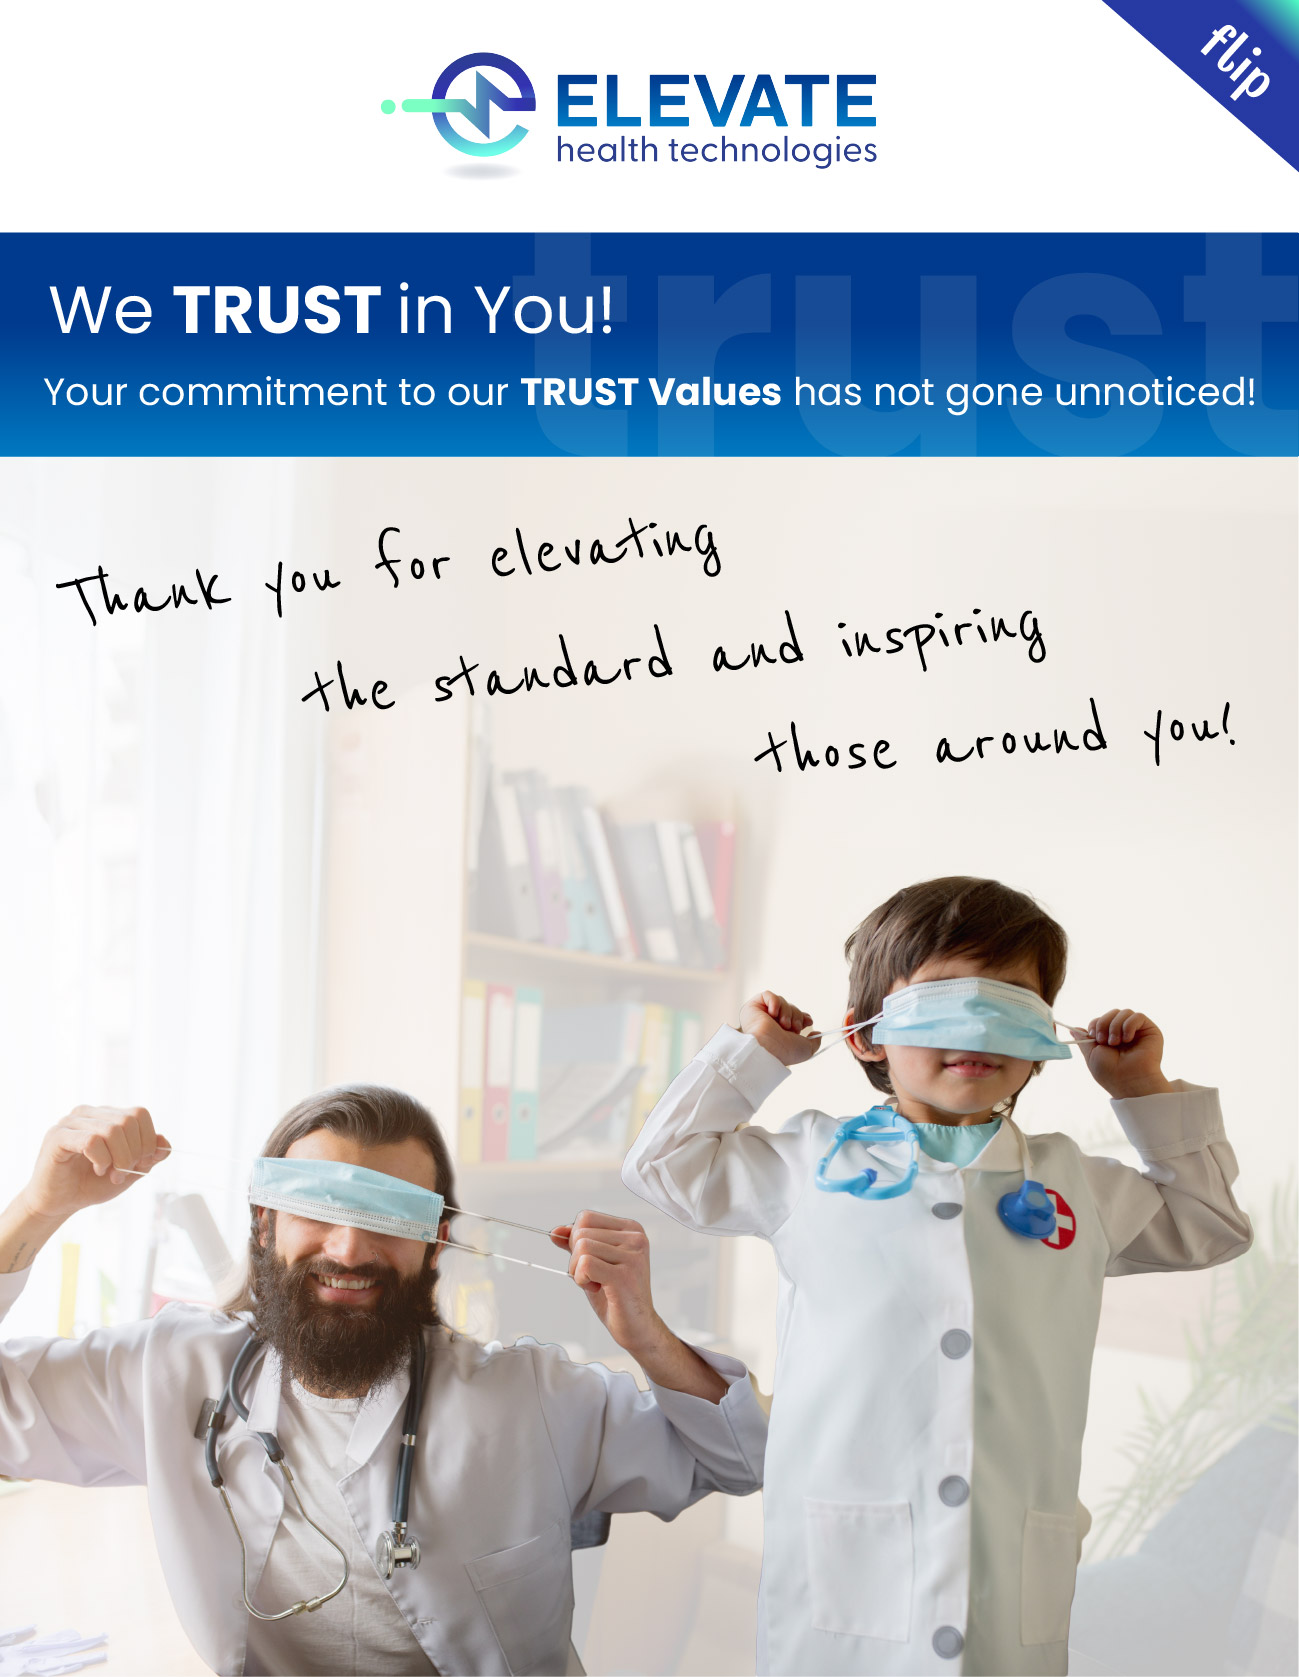 flip
ELEVATE
health technologies
trust
We TRUST in You!
Your commitment to our TRUST Values has not gone unnoticed!
Thank you for elevating
the standard and inspiring
those around you!